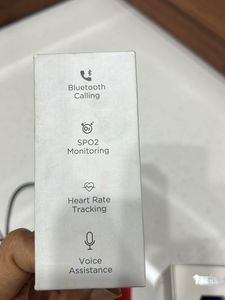 Bluetooth
Calling
SPO2
Monitoring
Heart Rate
Tracking
Voice
Assistance